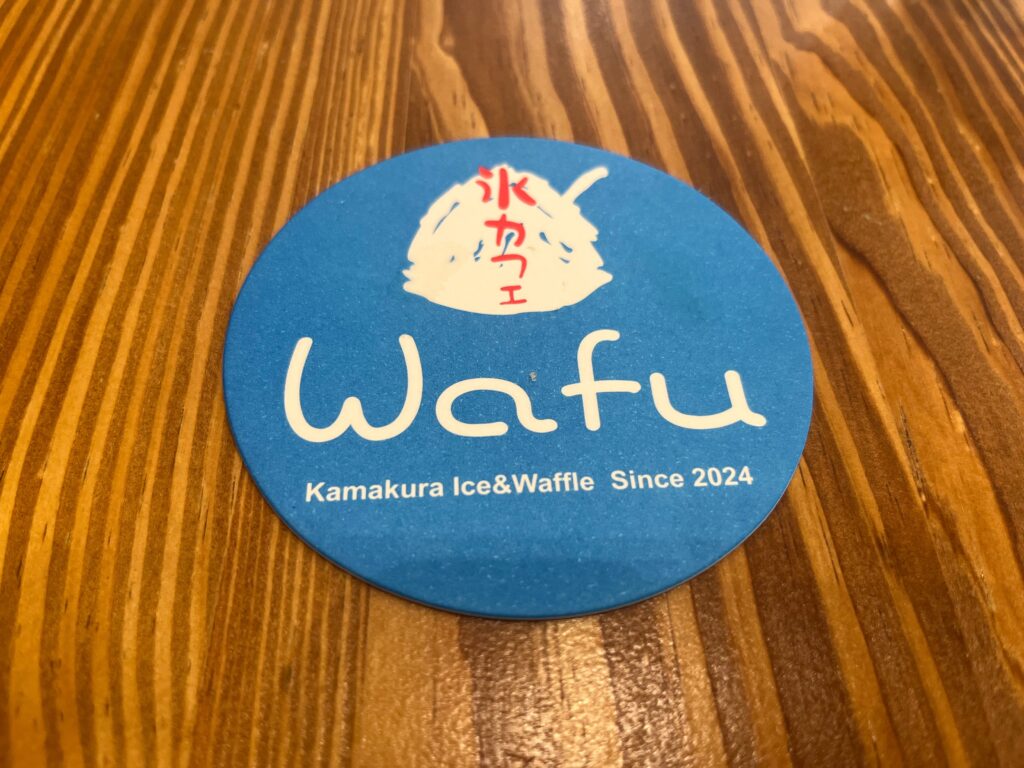 氷カフェ
Wafu
Kamakura Ice&Waffle Since 2024